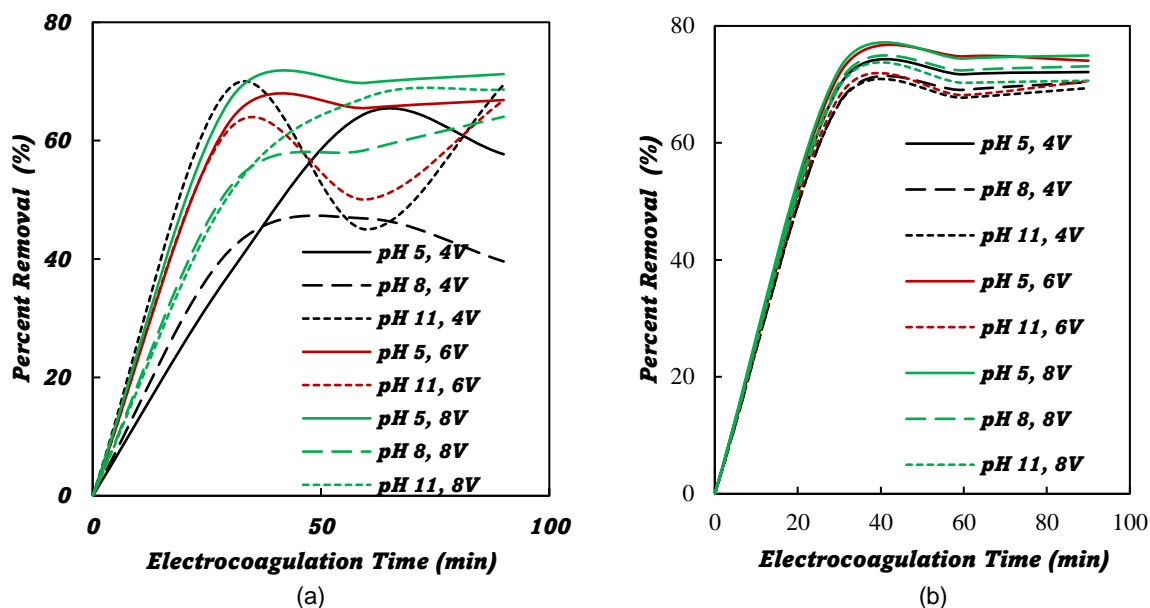 80
60
40
20
0
0
50
100
Percent Removal (%)
Electrocoagulation Time (min)
pH 5, 4V
pH 8, 4V
pH 11, 4V
pH 5, 6V
pH 11, 6V
pH 5, 8V
pH 8, 8V
pH 11, 8V
(a)
80
60
40
20
0
0
20
40
60
80
100
Percent Removal (%)
Electrocoagulation Time (min)
pH 5, 4V
pH 8, 4V
pH 11, 4V
pH 5, 6V
pH 11, 6V
pH 5, 8V
pH 8, 8V
pH 11, 8V
(b)